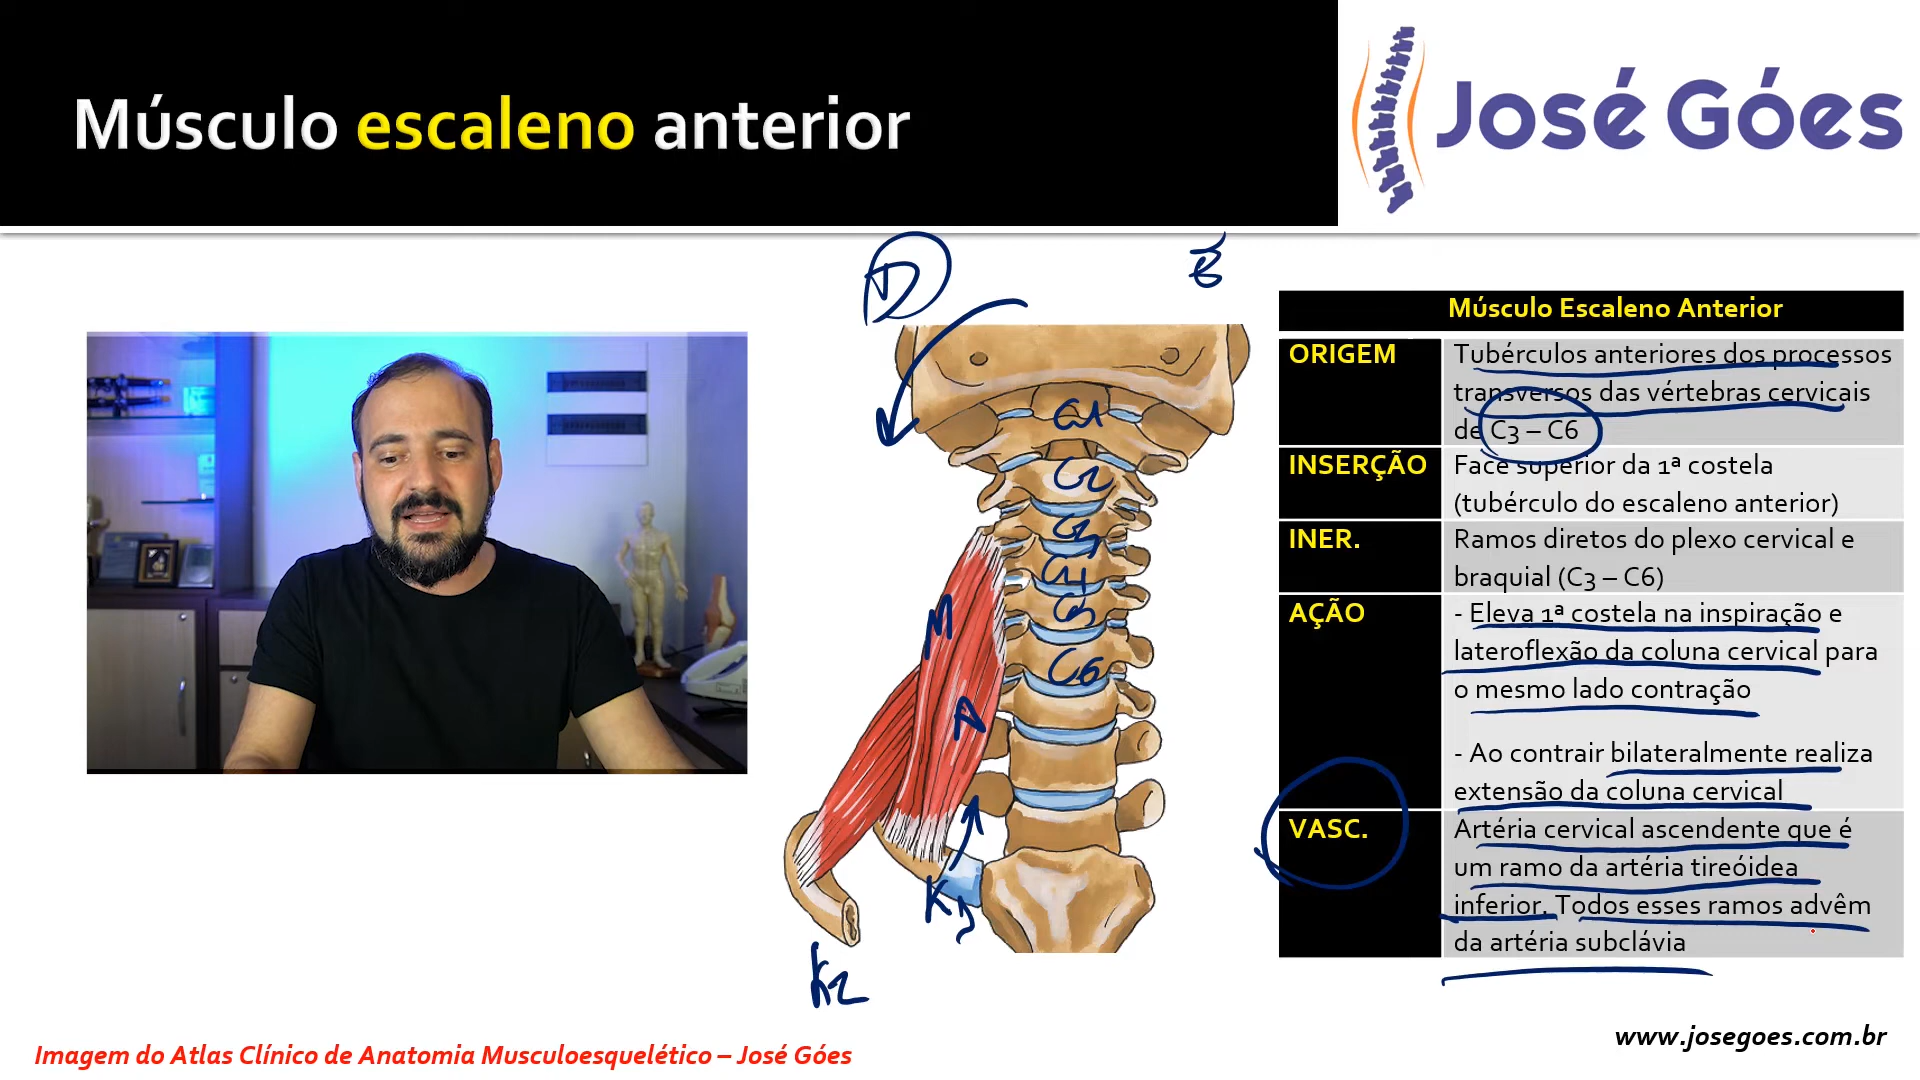 Músculo escaleno anterior
José Góes
D
E
C1
C2
C3
C4
C5
C6
M
A
K1
K2
Músculo Escaleno Anterior
ORIGEM
Tubérculos anteriores dos processos
transversos das vértebras cervicais
de C3 – C6
INSERÇÃO
Face superior da 1ª costela
(tubérculo do escaleno anterior)
INER.
Ramos diretos do plexo cervical e
braquial (C3 – C6)
AÇÃO
- Eleva 1ª costela na inspiração e
lateroflexão da coluna cervical para
o mesmo lado contração
- Ao contrair bilateralmente realiza
extensão da coluna cervical
VASC.
Artéria cervical ascendente que é
um ramo da artéria tireóidea
inferior. Todos esses ramos advêm
da artéria subclávia
Imagem do Atlas Clínico de Anatomia Musculoesquelético – José Góes
www.josegoes.com.br